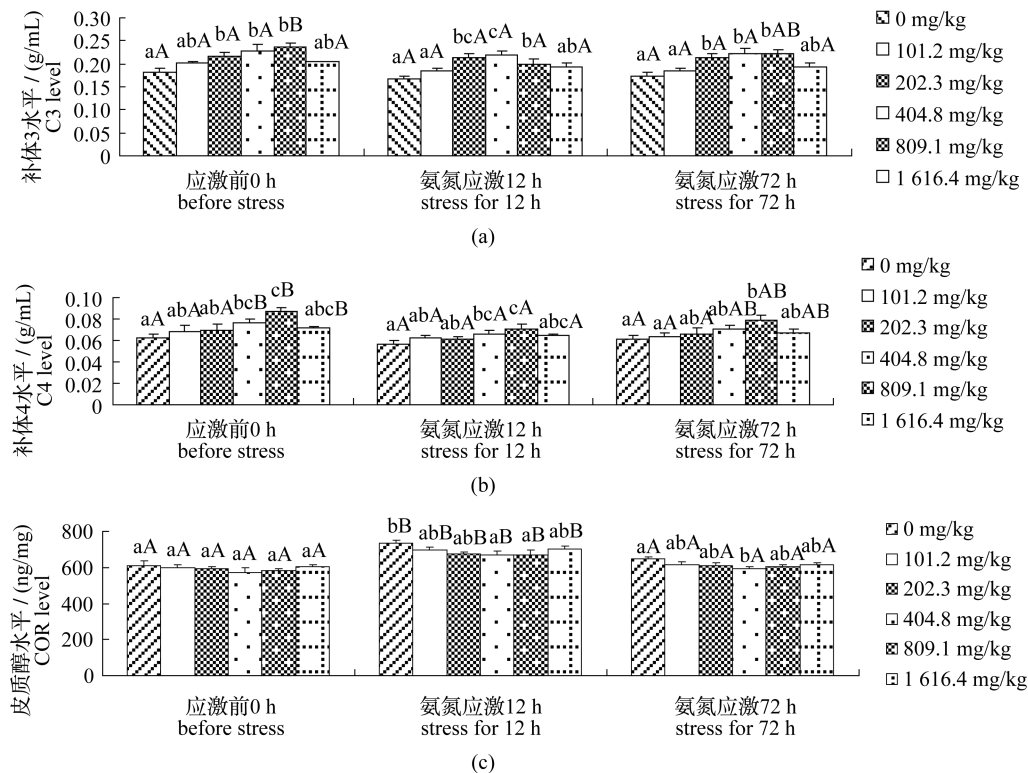 补体3水平 / (g/mL)
C3 level
0.30
0.25
0.20
0.15
0.10
0.05
0
aA abA bA bA bB abA
aA aA bcA cA bA abA
aA aA bA bA bAB abA
应激前0 h
before stress
氨氮应激12 h
stress for 12 h
氨氮应激72 h
stress for 72 h
0 mg/kg
101.2 mg/kg
202.3 mg/kg
404.8 mg/kg
809.1 mg/kg
1 616.4 mg/kg
(a)
补体4水平 / (g/mL)
C4 level
0.10
0.08
0.06
0.04
0.02
0
aA abA abA bcB cB abcB
aA abA abA bcA cA abcA
aA aA abA abAB bAB abAB
应激前0 h
before stress
氨氮应激12 h
stress for 12 h
氨氮应激72 h
stress for 72 h
0 mg/kg
101.2 mg/kg
202.3 mg/kg
404.8 mg/kg
809.1 mg/kg
1 616.4 mg/kg
(b)
皮质醇水平 / (ng/mg)
COR level
800
600
400
200
0
aA aA aA aA aA aA
bB abB abB aB aB abB
aA abA abA bA abA abA
应激前0 h
before stress
氨氮应激12 h
stress for 12 h
氨氮应激72 h
stress for 72 h
0 mg/kg
101.2 mg/kg
202.3 mg/kg
404.8 mg/kg
809.1 mg/kg
1 616.4 mg/kg
(c)